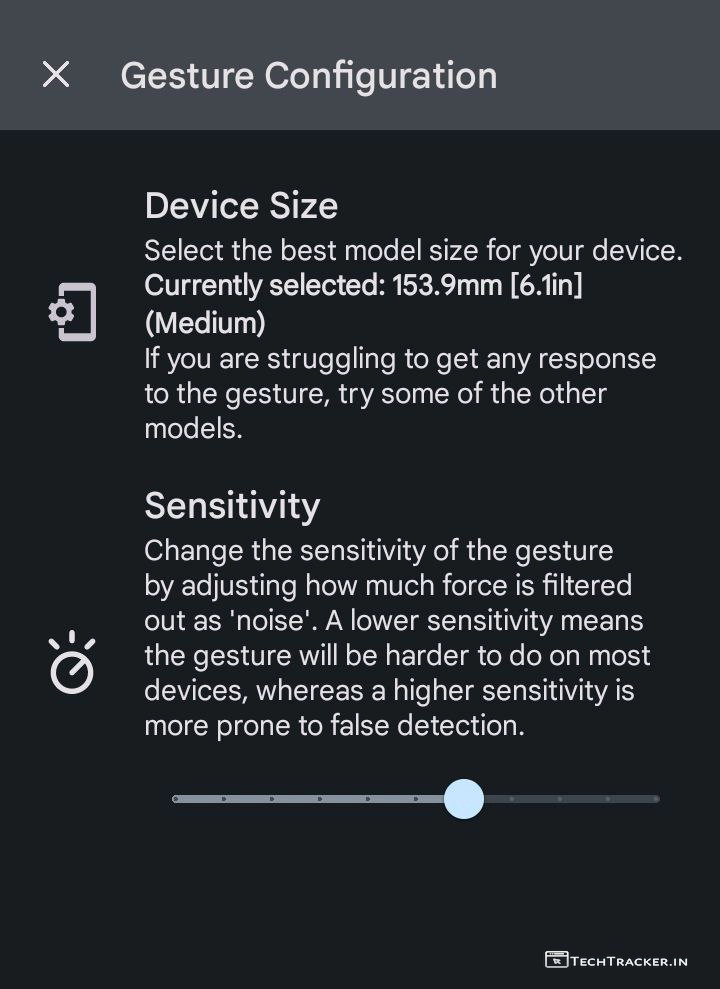 Gesture Configuration
Device Size
Select the best model size for your device.
Currently selected: 153.9mm [6.1in]
(Medium)
If you are struggling to get any response
to the gesture, try some of the other
models.
Sensitivity
Change the sensitivity of the gesture
by adjusting how much force is filtered
out as 'noise'. A lower sensitivity means
the gesture will be harder to do on most
devices, whereas a higher sensitivity is
more prone to false detection.
TECHTRACKER.IN